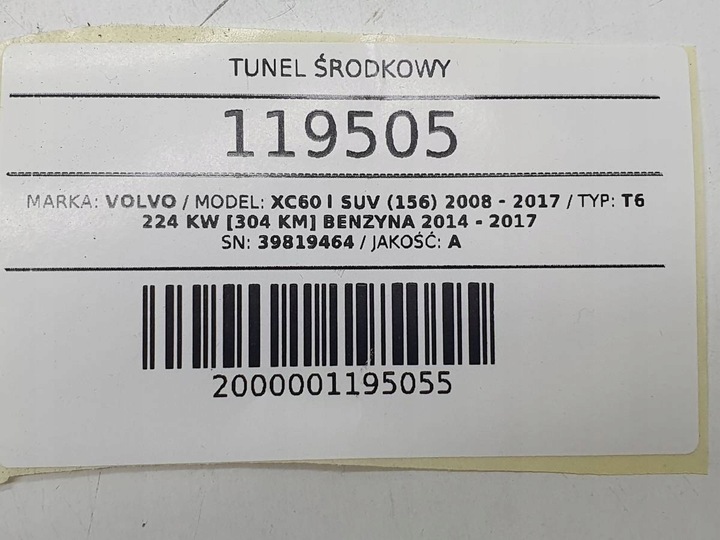 TUNEL ŚRODKOWY
119505
MARKA: VOLVO / MODEL: XC60 I SUV (156) 2008 - 2017 / TYP: T6
224 KW [304 KM] BENZYNA 2014 - 2017
SN: 39819464 / JAKOŚĆ: A
2000001195055